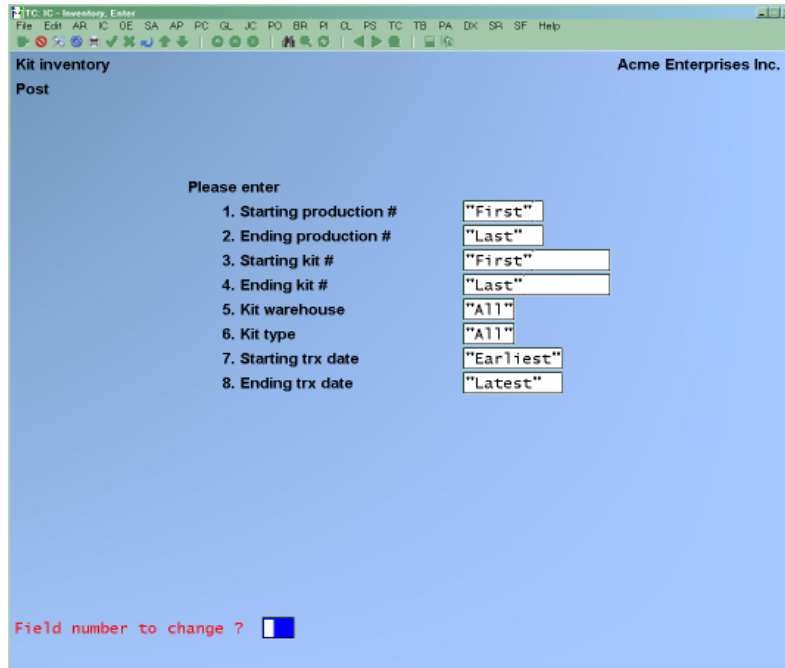 TC: IC - Inventory, Enter
File Edit AR IC OE SA AP PC GL JC PO BR PI CL PS TC TB PA DX SR SF Help
Kit inventory Acme Enterprises Inc.
Post
Please enter
1. Starting production # "First"
2. Ending production # "Last"
3. Starting kit # "First"
4. Ending kit # "Last"
5. Kit warehouse "All"
6. Kit type "All"
7. Starting trx date "Earliest"
8. Ending trx date "Latest"
Field number to change ?